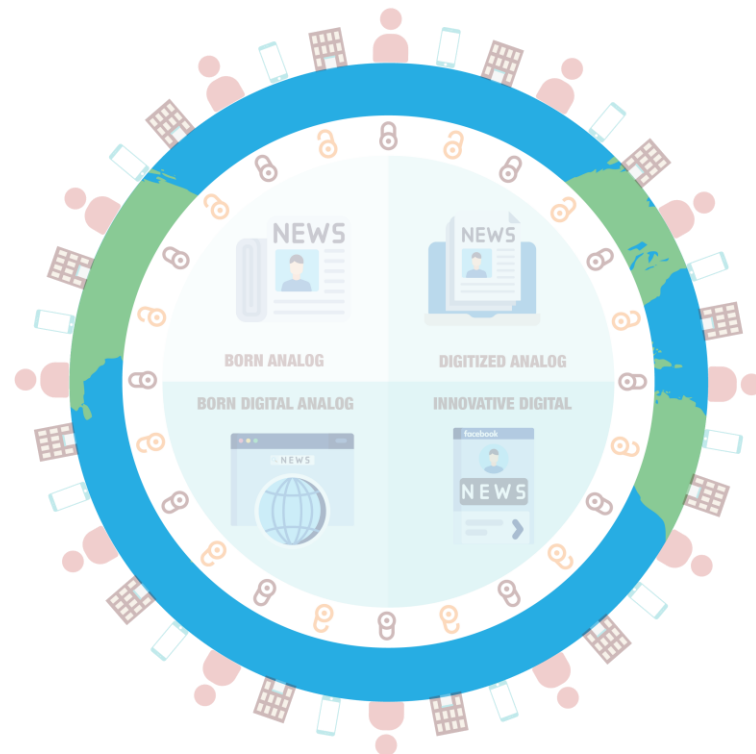 NEWS
NEWS
BORN ANALOG
DIGITIZED ANALOG
BORN DIGITAL ANALOG
INNOVATIVE DIGITAL
facebook
NEWS
NEWS